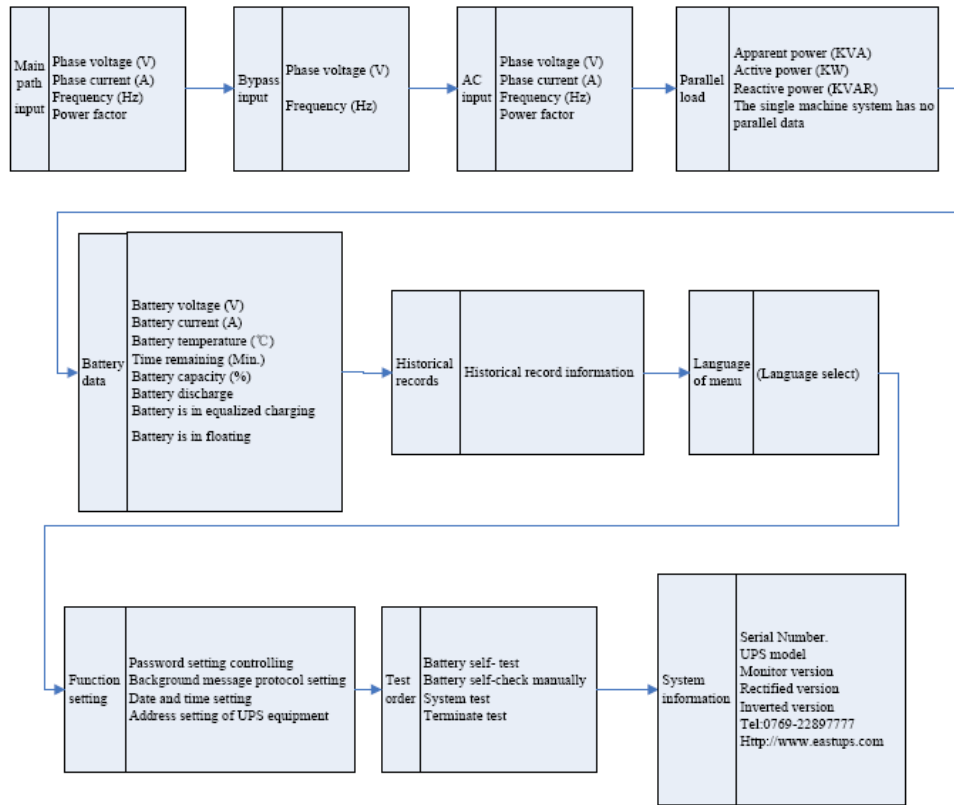 Main
path
input
Phase voltage (V)
Phase current (A)
Frequency (Hz)
Power factor
Bypass
input
Phase voltage (V)
Frequency (Hz)
AC
input
Phase voltage (V)
Phase current (A)
Frequency (Hz)
Power factor
Parallel
load
Apparent power (KVA)
Active power (KW)
Reactive power (KVAR)
The single machine system has no
parallel data
Battery
data
Battery voltage (V)
Battery current (A)
Battery temperature (℃)
Time remaining (Min.)
Battery capacity (%)
Battery discharge
Battery is in equalized charging
Battery is in floating
Historical
records
Historical record information
Language
of menu
(Language select)
Function
setting
Password setting controlling
Background message protocol setting
Date and time setting
Address setting of UPS equipment
Test
order
Battery self- test
Battery self-check manually
System test
Terminate test
System
information
Serial Number.
UPS model
Monitor version
Rectified version
Inverted version
Tel:0769-22897777
Http://www.eastups.com